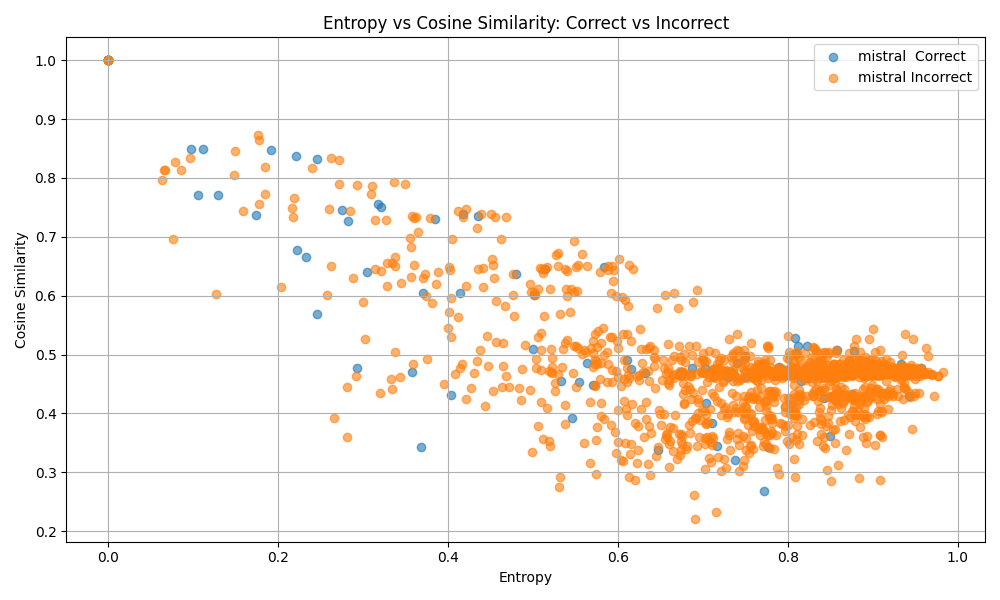 Entropy vs Cosine Similarity: Correct vs Incorrect
mistral  Correct
mistral Incorrect
Cosine Similarity
1.0
0.9
0.8
0.7
0.6
0.5
0.4
0.3
0.2
0.0 0.2 0.4 0.6 0.8 1.0
Entropy